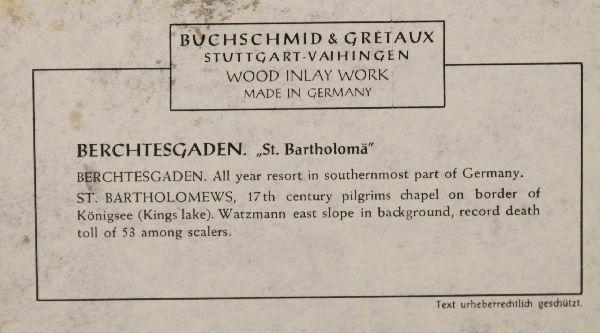 BUCHSCHMID & GRETAUX
STUTTGART-VAIHINGEN
WOOD INLAY WORK
MADE IN GERMANY
BERCHTESGADEN. „St. Bartholomä"
BERCHTESGADEN. All year resort in southernmost part of Germany.
ST. BARTHOLOMEWS, 17th century pilgrims chapel on border of
Königsee (Kings lake). Watzmann east slope in background, record death
toll of 53 among scalers.
Text urheberrechtlich geschützt.